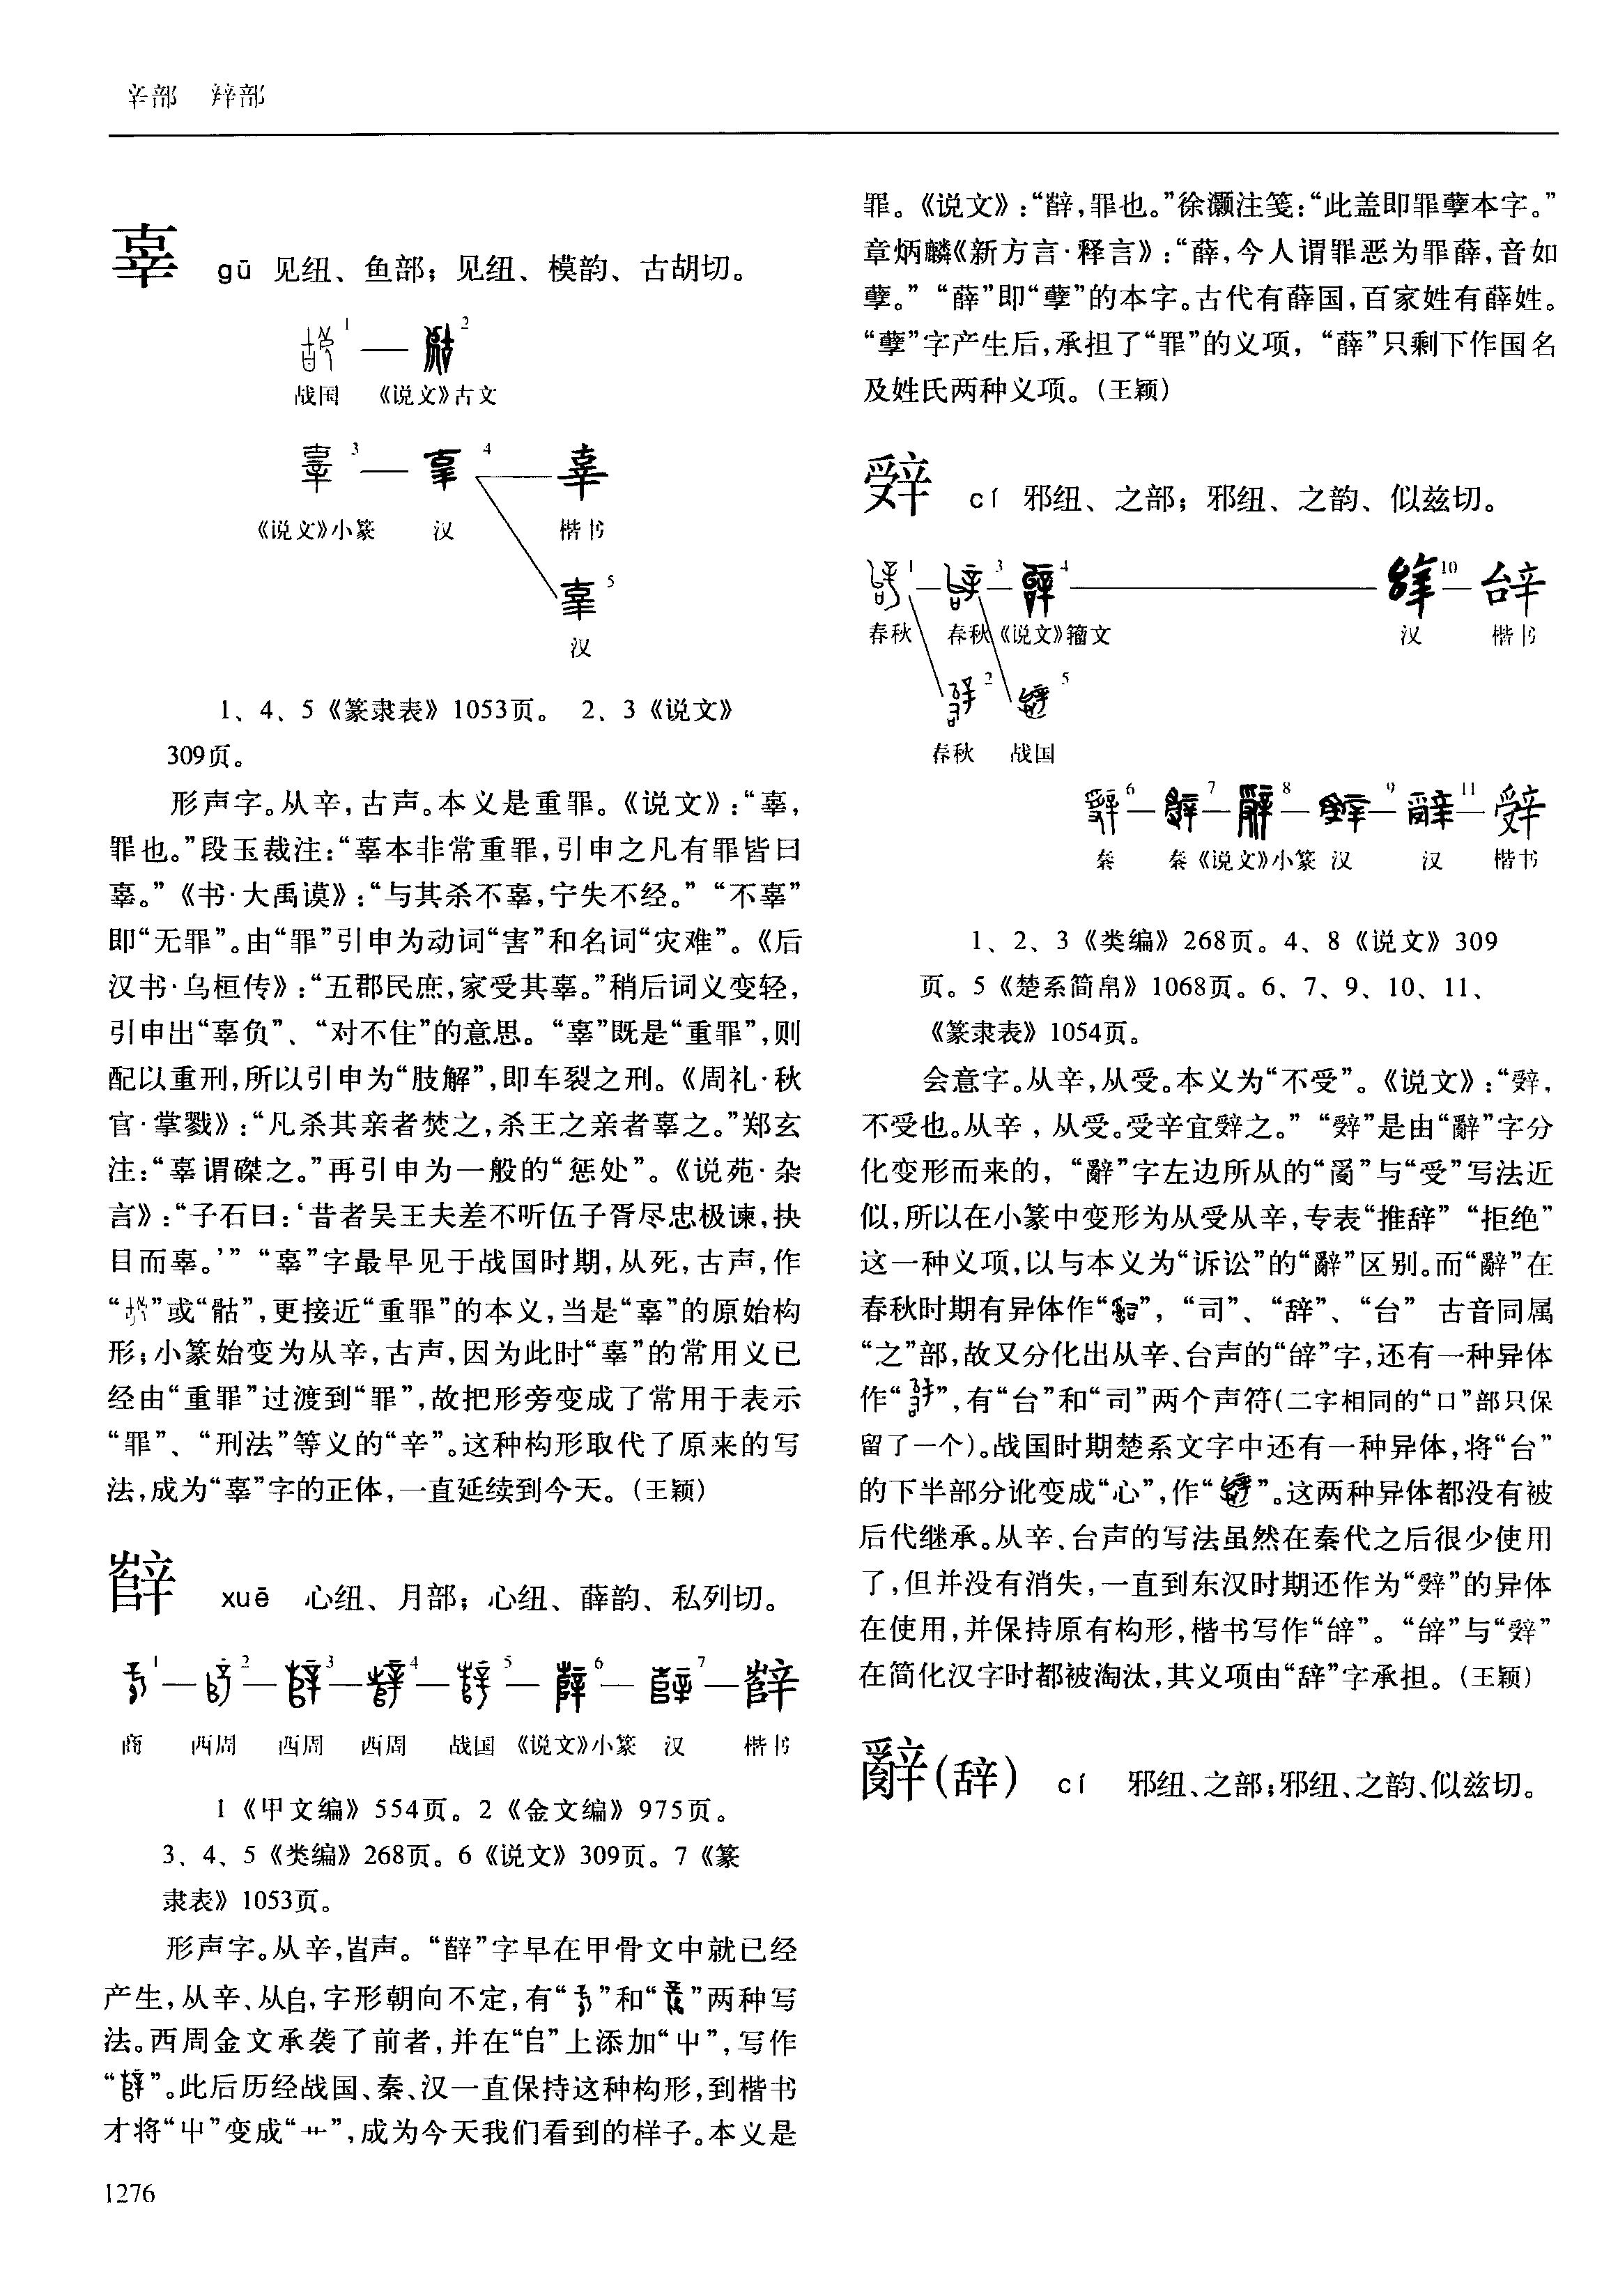 辛部　辡部
辜　gū　见纽、鱼部；见纽、模韵、古胡切。
1 — 2
战国　《说文》古文
3 — 4 — 辜
《说文》小篆　汉　楷书
5
汉
1、4、5《篆隶表》1053页。 2、3《说文》
309页。
形声字。从辛，古声。本义是重罪。《说文》：“辜，
罪也。”段玉裁注：“辜本非常重罪，引申之凡有罪皆曰
辜。”《书·大禹谟》：“与其杀不辜，宁失不经。”“不辜”
即“无罪”。由“罪”引申为动词“害”和名词“灾难”。《后
汉书·乌桓传》：“五郡民庶，家受其辜。”稍后词义变轻，
引申出“辜负”、“对不住”的意思。“辜”既是“重罪”，则
配以重刑，所以引申为“肢解”，即车裂之刑。《周礼·秋
官·掌戮》：“凡杀其亲者焚之，杀王之亲者辜之。”郑玄
注：“辜谓磔之。”再引申为一般的“惩处”。《说苑·杂
言》：“子石曰：‘昔者吴王夫差不听伍子胥尽忠极谏，抉
目而辜。’”“辜”字最早见于战国时期，从死，古声，作
“”或“”，更接近“重罪”的本义，当是“辜”的原始构
形；小篆始变为从辛，古声，因为此时“辜”的常用义已
经由“重罪”过渡到“罪”，故把形旁变成了常用于表示
“罪”、“刑法”等义的“辛”。这种构形取代了原来的写
法，成为“辜”字的正体，一直延续到今天。（王颖）
辥　xuē　心纽、月部；心纽、薛韵、私列切。
1 — 2 — 3 — 4 — 5 — 6 — 7 — 辥
商　西周　西周　西周　战国　《说文》小篆　汉　楷书
1《甲文编》554页。2《金文编》975页。
3、4、5《类编》268页。6《说文》309页。7《篆
隶表》1053页。
形声字。从辛，𡴎声。“辥”字早在甲骨文中就已经
产生，从辛、从𠂤，字形朝向不定，有“”和“”两种写
法。西周金文承袭了前者，并在“𠂤”上添加“屮”，写作
“”。此后历经战国、秦、汉一直保持这种构形，到楷书
才将“屮”变成“艹”，成为今天我们看到的样子。本义是
罪。《说文》：“辥，罪也。”徐灏注笺：“此盖即罪孽本字。”
章炳麟《新方言·释言》：“薛，今人谓罪恶为罪薛，音如
孽。”“薛”即“孽”的本字。古代有薛国，百家姓有薛姓。
“孽”字产生后，承担了“罪”的义项，“薛”只剩下作国名
及姓氏两种义项。（王颖）
辤　cí　邪纽、之部；邪纽、之韵、似兹切。
1 — 3 — 4 — 10 — 辝
春秋　春秋　《说文》籀文　汉　楷书
2　5
春秋　战国
6 — 7 — 8 — 9 — 11 — 辤
秦　秦　《说文》小篆　汉　汉　楷书
1、2、3《类编》268页。4、8《说文》309
页。5《楚系简帛》1068页。6、7、9、10、11、
《篆隶表》1054页。
会意字。从辛，从受。本义为“不受”。《说文》：“辤，
不受也。从辛，从受。受辛宜辤之。”“辤”是由“辭”字分
化变形而来的，“辭”字左边所从的“𤔔”与“受”写法近
似，所以在小篆中变形为从受从辛，专表“推辞”“拒绝”
这一种义项，以与本义为“诉讼”的“辭”区别。而“辭”在
春秋时期有异体作“”，“司”、“辞”、“台” 古音同属
“之”部，故又分化出从辛、台声的“辝”字，还有一种异体
作“”，有“台”和“司”两个声符（二字相同的“口”部只保
留了一个）。战国时期楚系文字中还有一种异体，将“台”
的下半部分讹变成“心”，作“”。这两种异体都没有被
后代继承。从辛、台声的写法虽然在秦代之后很少使用
了，但并没有消失，一直到东汉时期还作为“辤”的异体
在使用，并保持原有构形，楷书写作“辝”。“辝”与“辤”
在简化汉字时都被淘汰，其义项由“辞”字承担。（王颖）
辭（辞）　cí　邪纽、之部；邪纽、之韵、似兹切。
1276